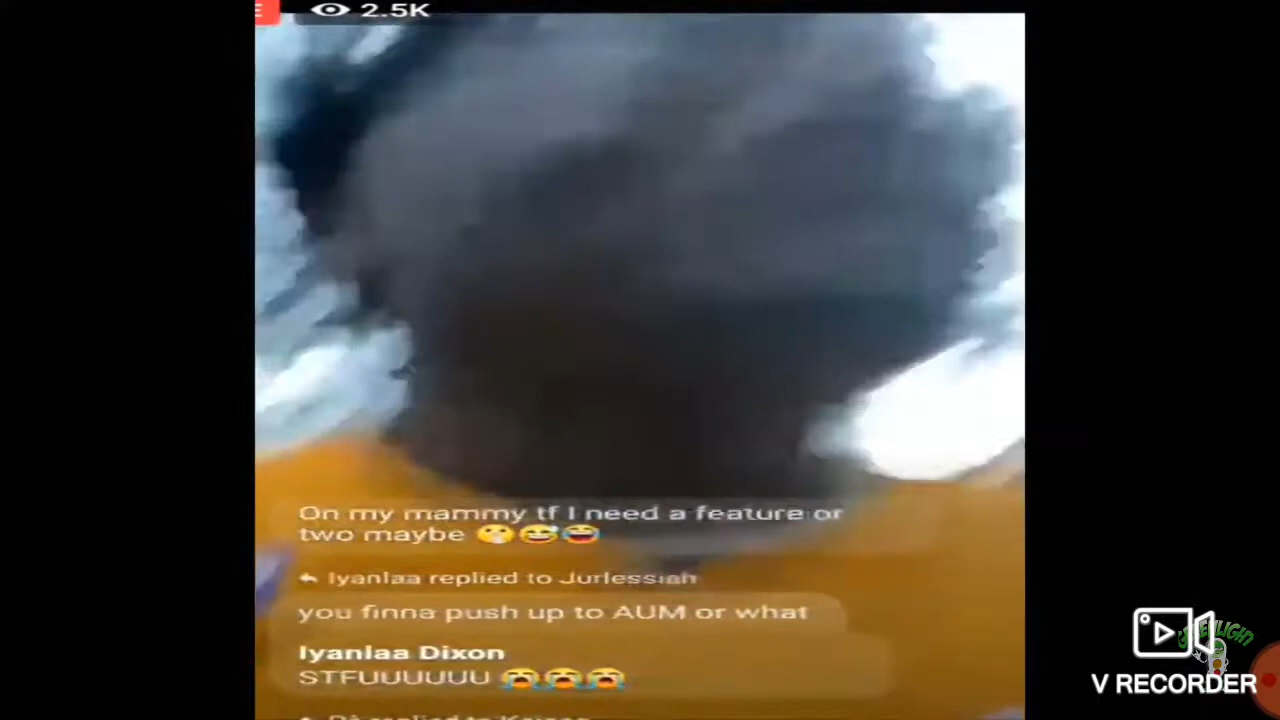 E
2.5K
On my mammy tf I need a feature or
two maybe 🤫😅😂
Iyanlaa replied to Jurlessiah
you finna push up to AUM or what
Iyanlaa Dixon
STFUUUUUU 😭😭😭
V RECORDER